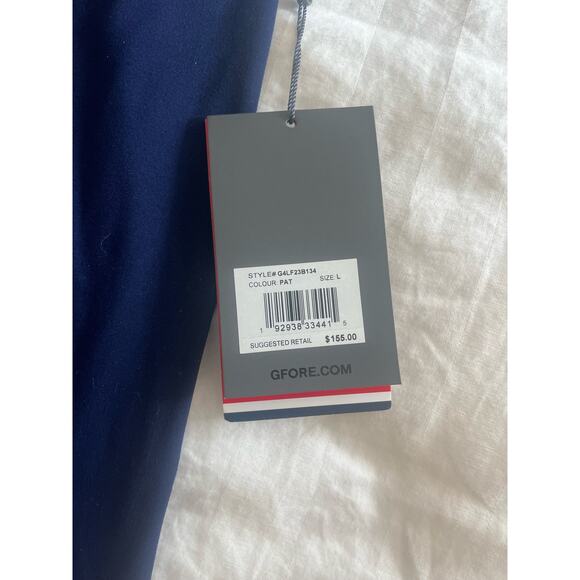 STYLE# G4LF23B134
COLOUR: PAT SIZE: L
1 92938 33441 5
SUGGESTED RETAIL $155.00
GFORE.COM